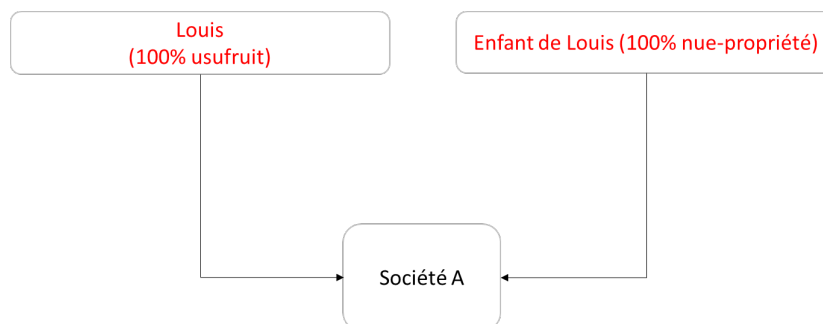 Louis
(100% usufruit)
Enfant de Louis (100% nue-propriété)
Société A